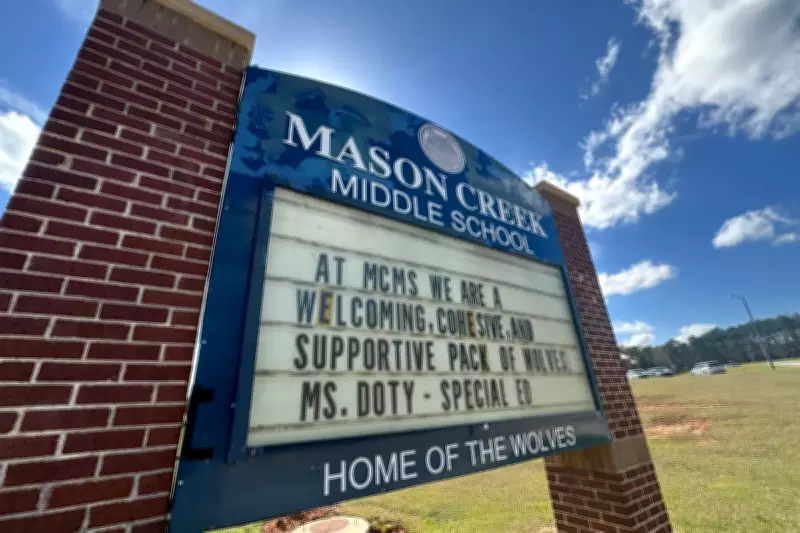 MASON CREEK
MIDDLE SCHOOL
AT MCMS WE ARE A
WELCOMING, COHESIVE, AND
SUPPORTIVE PACK OF WOLVES.
MS. DOTY - SPECIAL ED
HOME OF THE WOLVES